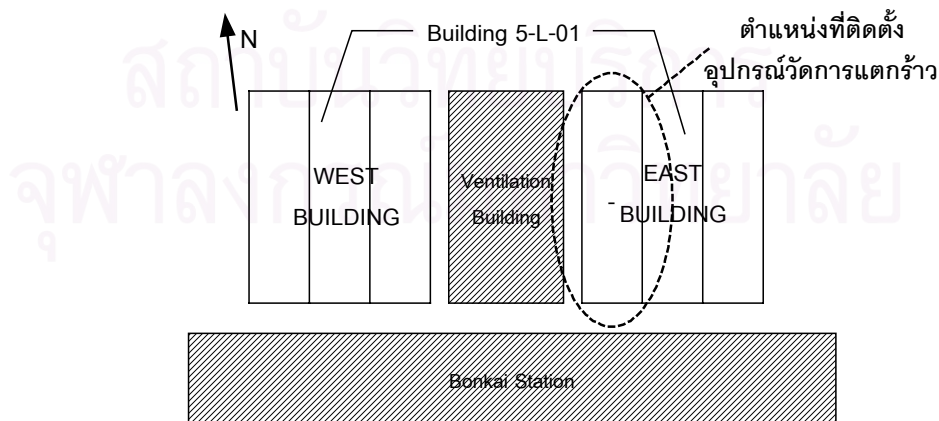 N
Building 5-L-01
ตำแหน่งที่ติดตั้ง
อุปกรณ์วัดการแตกร้าว
WEST
BUILDING
Ventilation
Building
EAST
-
BUILDING
Bonkai Station
สถาบันวิทยบริการ
จุฬาลงกรณ์มหาวิทยาลัย